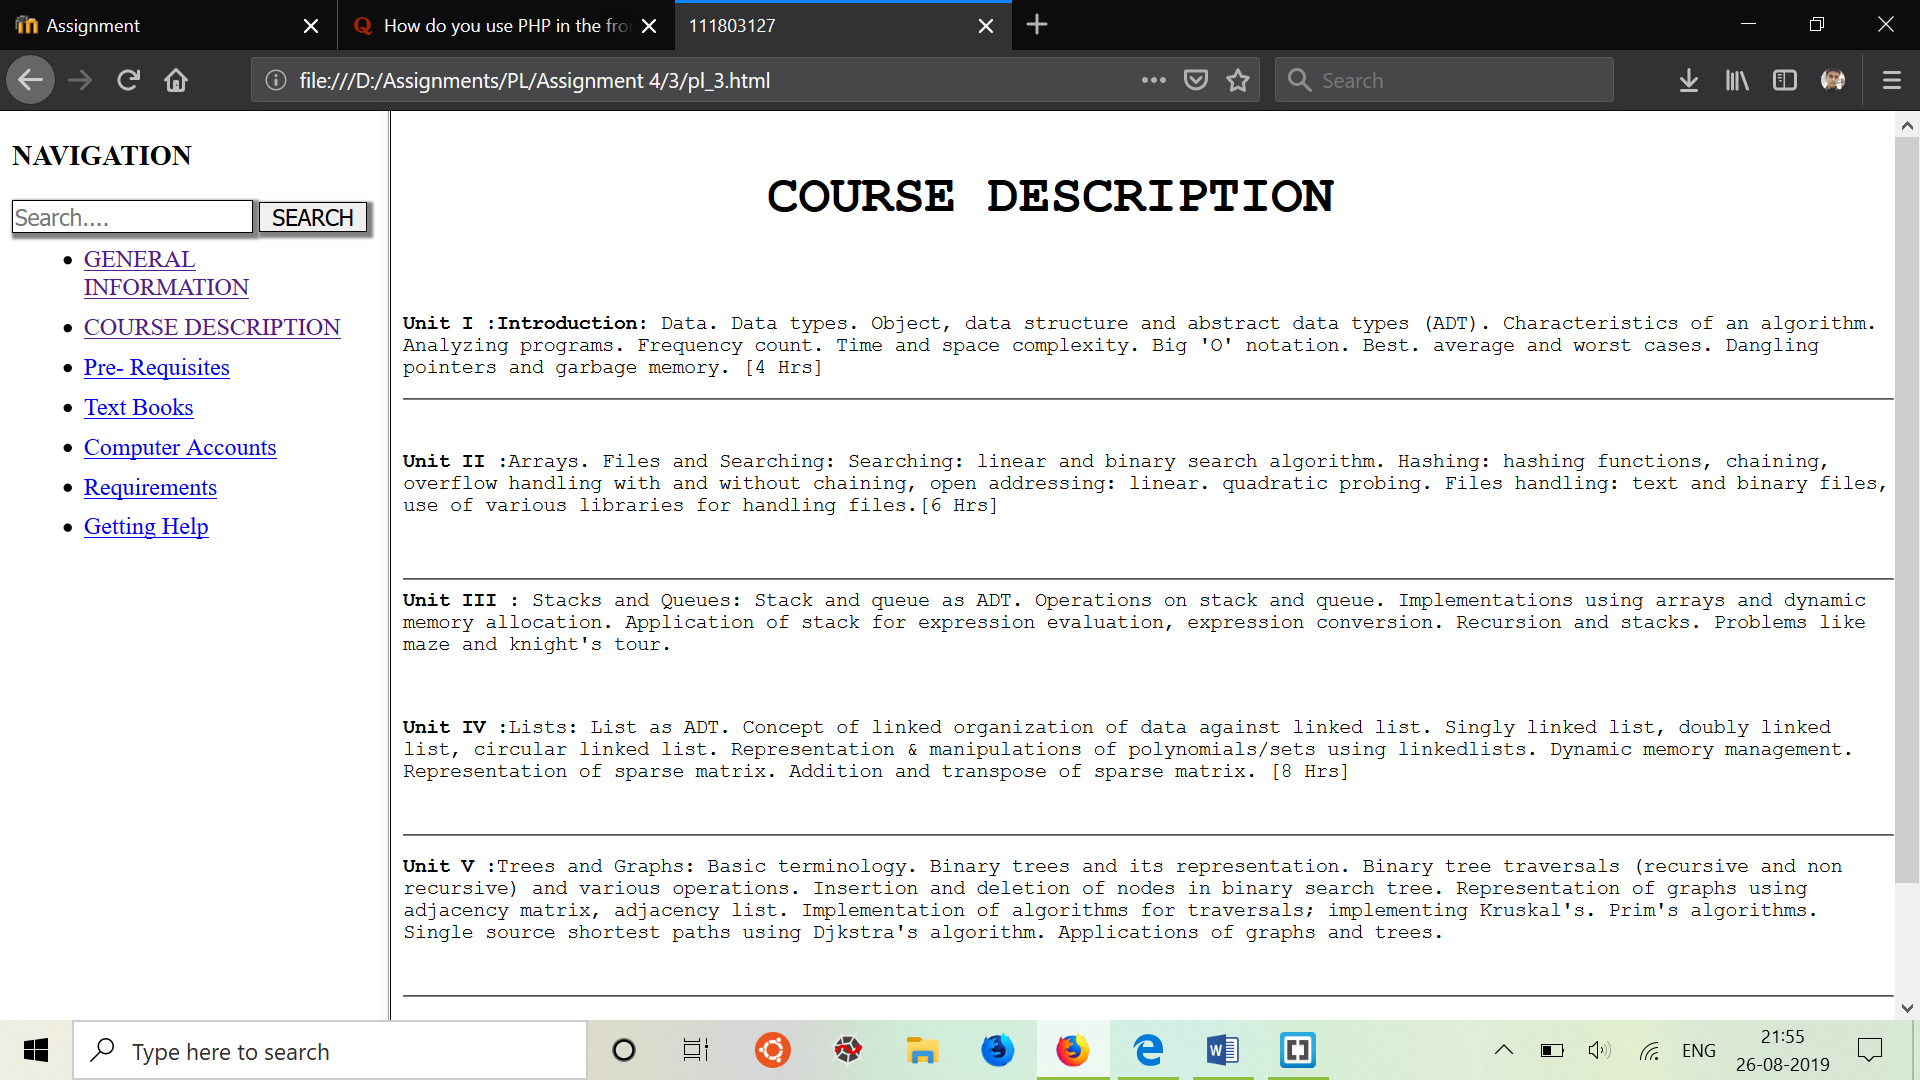 Assignment
How do you use PHP in the fro
111803127
file:///D:/Assignments/PL/Assignment 4/3/pl_3.html
Search
NAVIGATION
Search....
SEARCH
GENERAL
INFORMATION
COURSE DESCRIPTION
Pre- Requisites
Text Books
Computer Accounts
Requirements
Getting Help
COURSE DESCRIPTION
Unit I :Introduction: Data. Data types. Object, data structure and abstract data types (ADT). Characteristics of an algorithm.
Analyzing programs. Frequency count. Time and space complexity. Big 'O' notation. Best. average and worst cases. Dangling
pointers and garbage memory. [4 Hrs]
Unit II :Arrays. Files and Searching: Searching: linear and binary search algorithm. Hashing: hashing functions, chaining,
overflow handling with and without chaining, open addressing: linear. quadratic probing. Files handling: text and binary files,
use of various libraries for handling files.[6 Hrs]
Unit III : Stacks and Queues: Stack and queue as ADT. Operations on stack and queue. Implementations using arrays and dynamic
memory allocation. Application of stack for expression evaluation, expression conversion. Recursion and stacks. Problems like
maze and knight's tour.
Unit IV :Lists: List as ADT. Concept of linked organization of data against linked list. Singly linked list, doubly linked
list, circular linked list. Representation & manipulations of polynomials/sets using linkedlists. Dynamic memory management.
Representation of sparse matrix. Addition and transpose of sparse matrix. [8 Hrs]
Unit V :Trees and Graphs: Basic terminology. Binary trees and its representation. Binary tree traversals (recursive and non
recursive) and various operations. Insertion and deletion of nodes in binary search tree. Representation of graphs using
adjacency matrix, adjacency list. Implementation of algorithms for traversals; implementing Kruskal's. Prim's algorithms.
Single source shortest paths using Djkstra's algorithm. Applications of graphs and trees.
Type here to search
ENG
21:55
26-08-2019